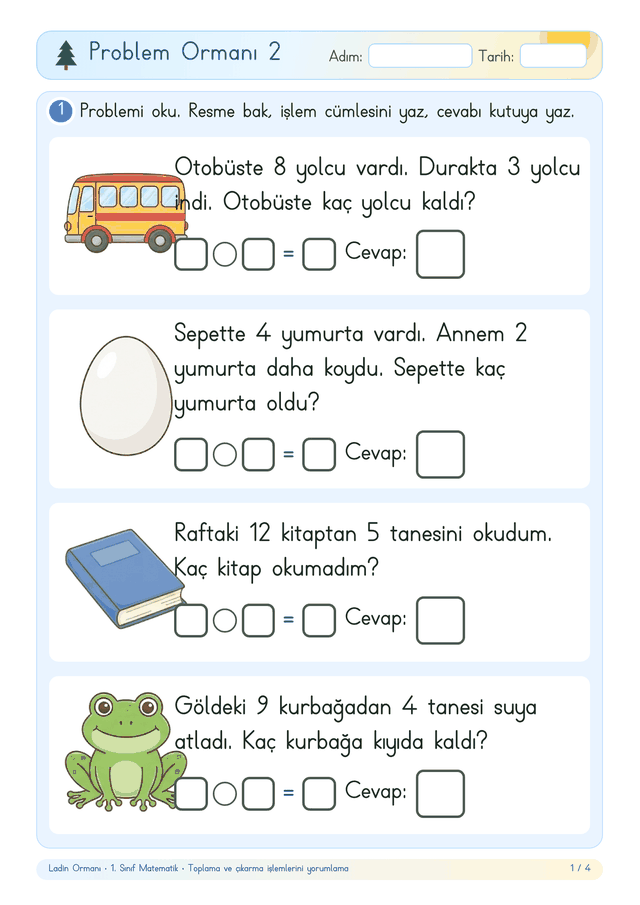 Problem Ormanı 2
Adım:
Tarih:
1 Problemi oku. Resme bak, işlem cümlesini yaz, cevabı kutuya yaz.
Otobüste 8 yolcu vardı. Durakta 3 yolcu
indi. Otobüste kaç yolcu kaldı?
= Cevap:
Sepette 4 yumurta vardı. Annem 2
yumurta daha koydu. Sepette kaç
yumurta oldu?
= Cevap:
Raftaki 12 kitaptan 5 tanesini okudum.
Kaç kitap okumadım?
= Cevap:
Göldeki 9 kurbağadan 4 tanesi suya
atladı. Kaç kurbağa kıyıda kaldı?
= Cevap:
Ladin Ormanı • 1. Sınıf Matematik • Toplama ve çıkarma işlemlerini yorumlama
1 / 4